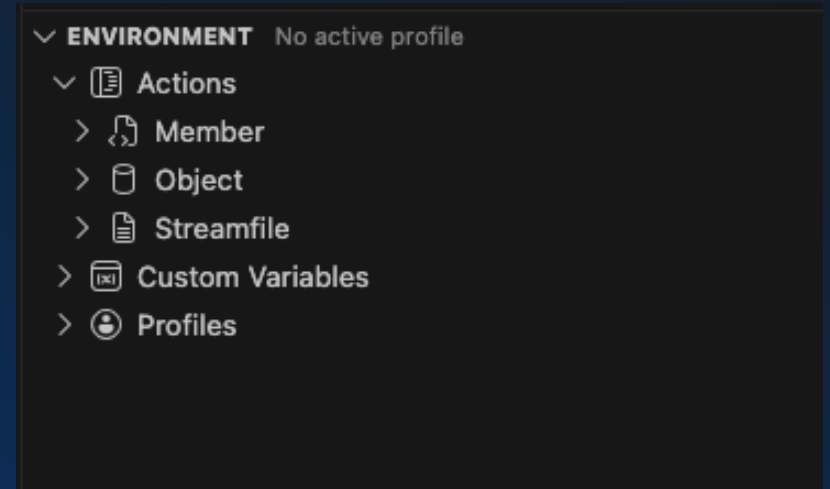 ENVIRONMENT No active profile
Actions
Member
Object
Streamfile
Custom Variables
Profiles